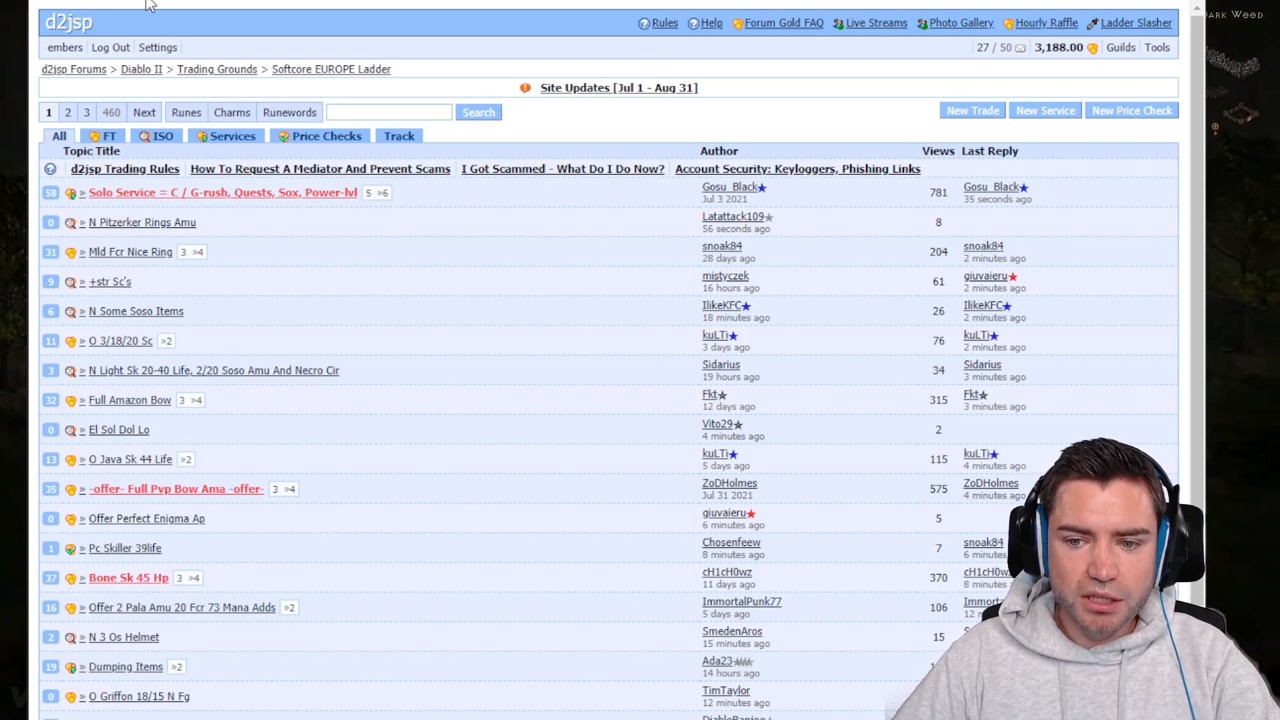 d2jsp Rules Help Forum Gold FAQ Live Streams Photo Gallery Hourly Raffle Ladder Slasher
DARK WOOD
embers Log Out Settings 27 / 50 3,188.00 Guilds Tools
d2jsp Forums > Diablo II > Trading Grounds > Softcore EUROPE Ladder
Site Updates [Jul 1 - Aug 31]
1 2 3 460 Next Runes Charms Runewords Search New Trade New Service New Price Check
All FT ISO Services Price Checks Track
Topic Title Author Views Last Reply
d2jsp Trading Rules How To Request A Mediator And Prevent Scams I Got Scammed - What Do I Do Now? Account Security: Keyloggers, Phishing Links
58 » Solo Service = C / G-rush, Quests, Sox, Power-lvl 5 »6 Gosu_Black 781 Gosu_Black
Jul 3 2021 35 seconds ago
0 » N Pitzerker Rings Amu Latattack109 8
56 seconds ago
31 » Mld Fcr Nice Ring 3 »4 snoak84 204 snoak84
28 days ago 2 minutes ago
9 » +str Sc's mistyczek 61 giuvaieru
16 hours ago 2 minutes ago
6 » N Some Soso Items IlikeKFC 26 IlikeKFC
18 minutes ago 2 minutes ago
11 » O 3/18/20 Sc »2 kuLTi 76 kuLTi
3 days ago 2 minutes ago
3 » N Light Sk 20-40 Life, 2/20 Soso Amu And Necro Cir Sidarius 34 Sidarius
19 hours ago 3 minutes ago
32 » Full Amazon Bow 3 »4 Fkt 315 Fkt
12 days ago 3 minutes ago
0 » El Sol Dol Lo Vito29 2
4 minutes ago
13 » O Java Sk 44 Life »2 kuLTi 115 kuLTi
5 days ago 4 minutes ago
35 » -offer- Full Pvp Bow Ama -offer- 3 »4 ZoDHolmes 575 ZoDHolmes
Jul 31 2021 4 minutes ago
0 » Offer Perfect Enigma Ap giuvaieru 5
6 minutes ago
1 » Pc Skiller 39life Chosenfeew 7 snoak84
8 minutes ago 6 minutes
37 » Bone Sk 45 Hp 3 »4 cH1cH0wz 370 cH1cH0w
11 days ago 8 minutes
16 » Offer 2 Pala Amu 20 Fcr 73 Mana Adds »2 ImmortalPunk77 106 Immort
5 days ago 12
2 » N 3 Os Helmet SmedenAros 15
15 minutes ago
19 » Dumping Items »2 Ada23
14 hours ago
0 » O Griffon 18/15 N Fg TimTaylor
12 minutes ago